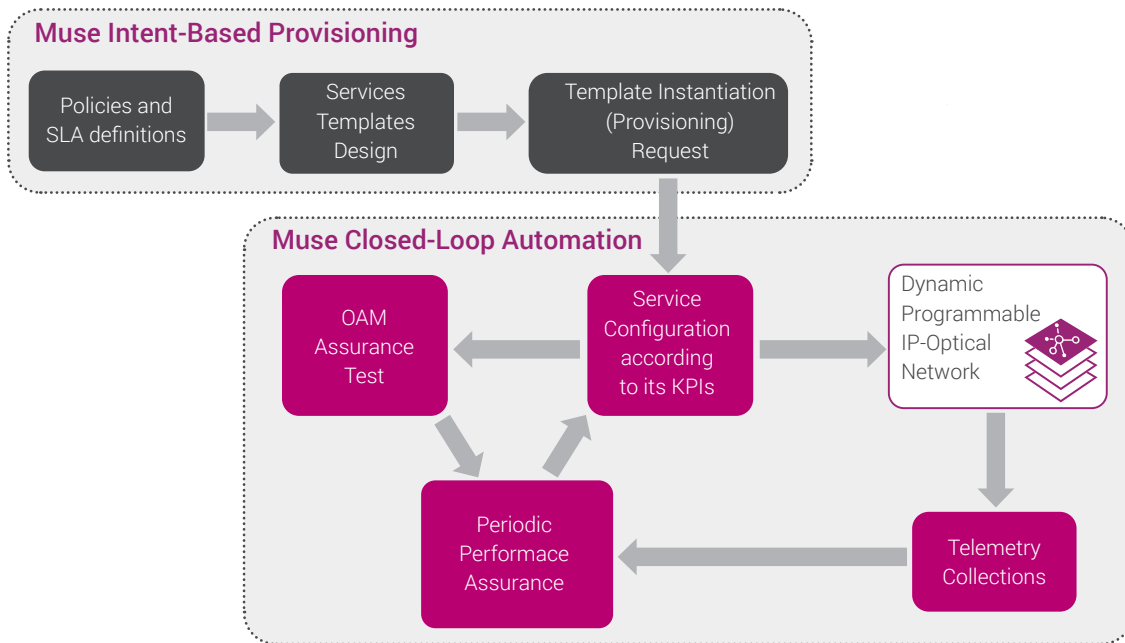 Muse Intent-Based Provisioning
Policies and
SLA definitions
Services
Templates
Design
Template Instantiation
(Provisioning)
Request
Muse Closed-Loop Automation
OAM
Assurance
Test
Service
Configuration
according
to its KPIs
Dynamic
Programmable
IP-Optical
Network
Periodic
Performace
Assurance
Telemetry
Collections